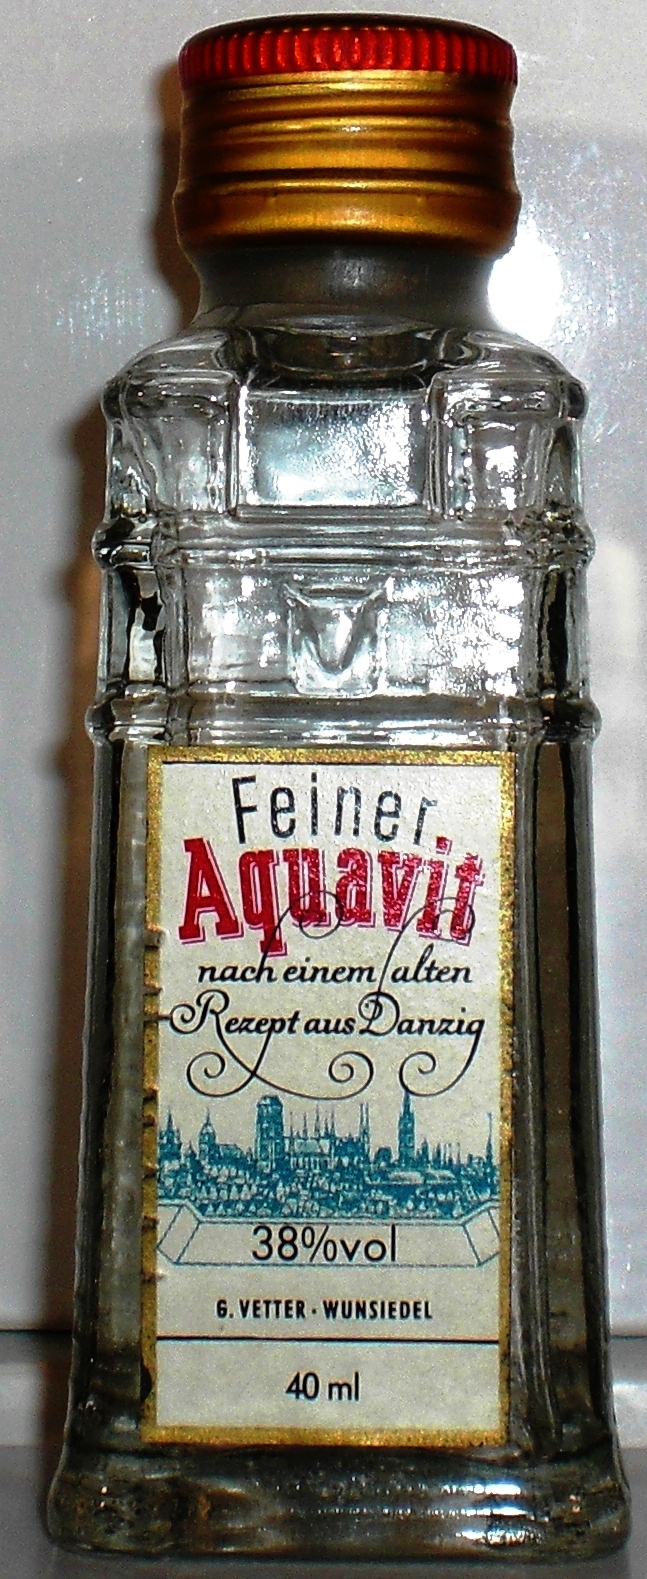 Feiner
Aquavit
nach einem alten
Rezept aus Danzig
38%vol
G. VETTER · WUNSIEDEL
40 ml